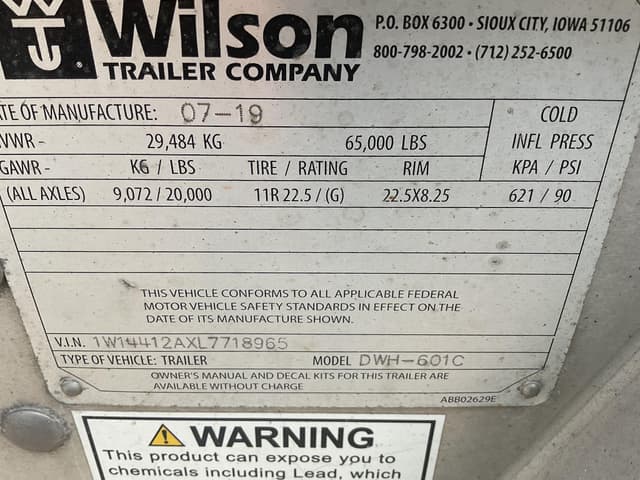 WT Wilson
TRAILER COMPANY
P.O. BOX 6300 • SIOUX CITY, IOWA 51106
800-798-2002 • (712) 252-6500
ATE OF MANUFACTURE: 07-19 COLD
VWR - 29,484 KG 65,000 LBS INFL PRESS
GAWR - KG / LBS TIRE / RATING RIM KPA / PSI
(ALL AXLES) 9,072 / 20,000 11R 22.5 / (G) 22.5X8.25 621 / 90
THIS VEHICLE CONFORMS TO ALL APPLICABLE FEDERAL
MOTOR VEHICLE SAFETY STANDARDS IN EFFECT ON THE
DATE OF ITS MANUFACTURE SHOWN.
V.I.N. 1W14412AXL7718965
TYPE OF VEHICLE: TRAILER MODEL DWH-601C
OWNER'S MANUAL AND DECAL KITS FOR THIS TRAILER ARE
AVAILABLE WITHOUT CHARGE
ABB02629E
WARNING
This product can expose you to
chemicals including Lead, which